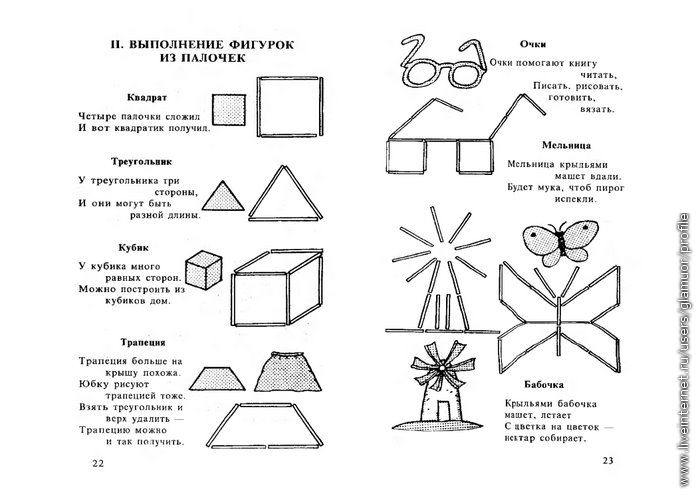 II. ВЫПОЛНЕНИЕ ФИГУРОК
ИЗ ПАЛОЧЕК
Квадрат
Четыре палочки сложил
И вот квадратик получил.
Треугольник
У треугольника три
стороны,
И они могут быть
разной длины.
Кубик
У кубика много
равных сторон.
Можно построить из
кубиков дом.
Трапеция
Трапеция больше на
крышу похожа.
Юбку рисуют
трапецией тоже.
Взять треугольник и
верх удалить —
Трапецию можно
и так получить.
22
Очки
Очки помогают книгу
читать,
Писать, рисовать,
готовить,
вязать.
Мельница
Мельница крыльями
машет вдали.
Будет мука, чтоб пирог
испекли.
Бабочка
Крыльями бабочка
машет, летает
С цветка на цветок —
нектар собирает.
23
www.liveinternet.ru/users/glamuor/profile